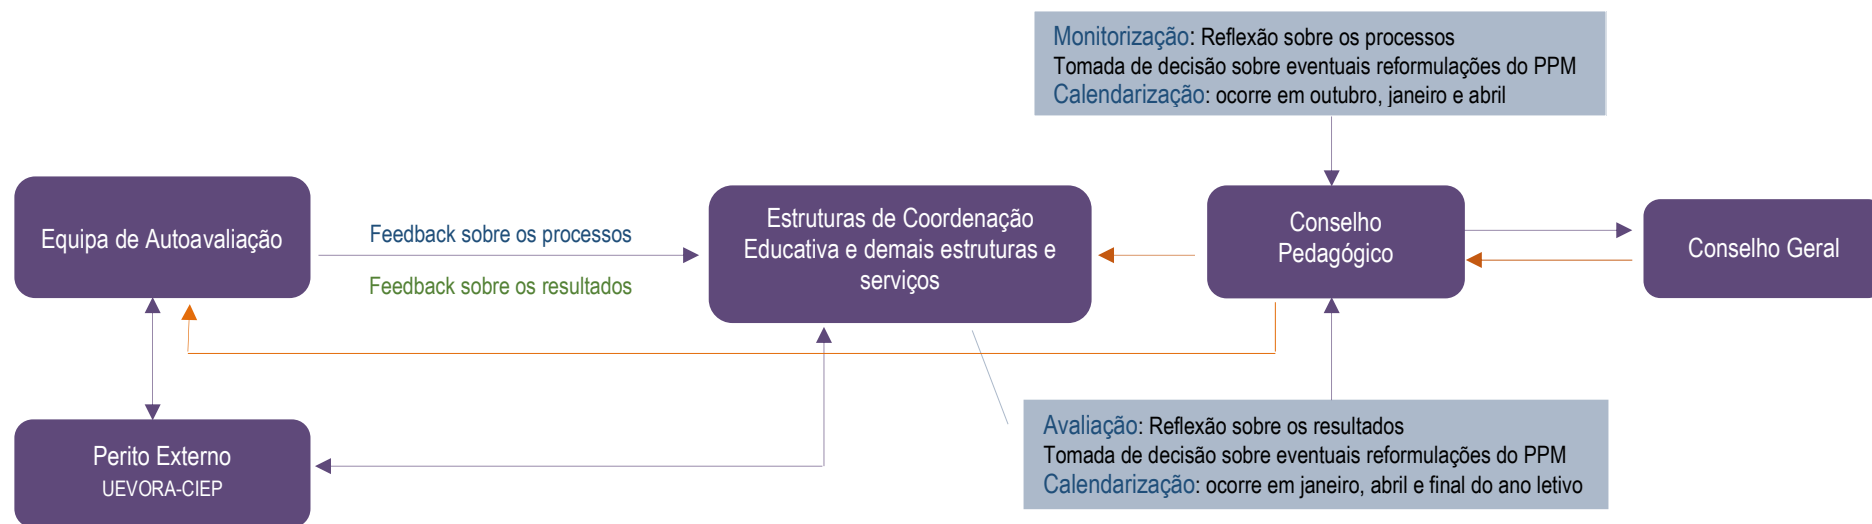 Monitorização: Reflexão sobre os processos
Tomada de decisão sobre eventuais reformulações do PPM
Calendarização: ocorre em outubro, janeiro e abril
Equipa de Autoavaliação
Feedback sobre os processos
Feedback sobre os resultados
Estruturas de Coordenação
Educativa e demais estruturas e
serviços
Conselho
Pedagógico
Conselho Geral
Perito Externo
UEVORA-CIEP
Avaliação: Reflexão sobre os resultados
Tomada de decisão sobre eventuais reformulações do PPM
Calendarização: ocorre em janeiro, abril e final do ano letivo